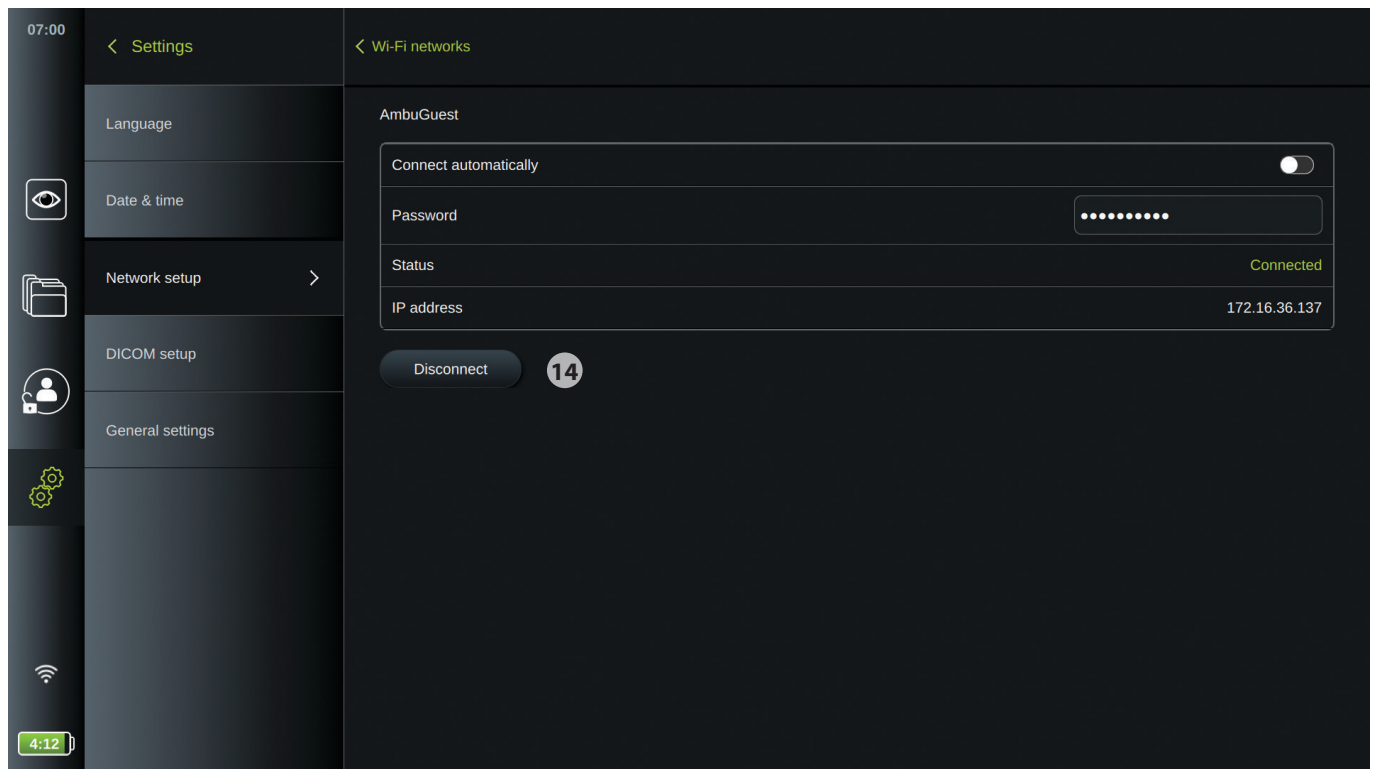 07:00
Settings
Wi-Fi networks
Language
Date & time
Network setup
DICOM setup
General settings
AmbuGuest
Connect automatically
Password
••••••••••
Status Connected
IP address 172.16.36.137
Disconnect 14
4:12